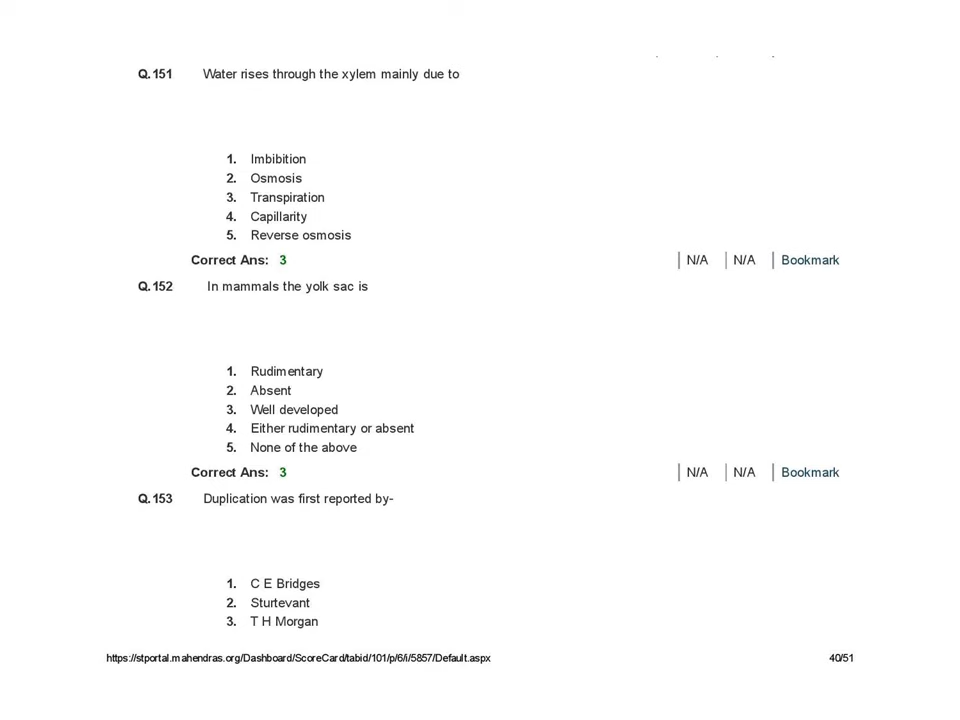 Q.151 Water rises through the xylem mainly due to
1. Imbibition
2. Osmosis
3. Transpiration
4. Capillarity
5. Reverse osmosis
Correct Ans: 3 N/A N/A Bookmark
Q.152 In mammals the yolk sac is
1. Rudimentary
2. Absent
3. Well developed
4. Either rudimentary or absent
5. None of the above
Correct Ans: 3 N/A N/A Bookmark
Q.153 Duplication was first reported by-
1. C E Bridges
2. Sturtevant
3. T H Morgan
https://stportal.mahendras.org/Dashboard/ScoreCard/tabid/101/p/6/i/5857/Default.aspx 40/51